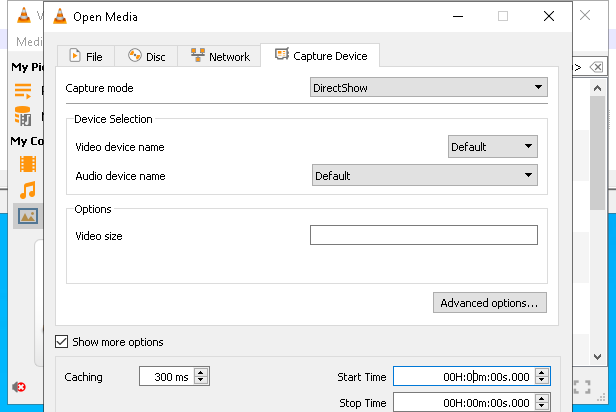 Open Media
Medi
File
Disc
Network
Capture Device
My Pi
Capture mode
DirectShow
Device Selection
Video device name
Default
My Co
Audio device name
Default
Options
Video size
Advanced options...
Show more options
Caching
300 ms
Start Time
00H:00m:00s.000
Stop Time
00H:00m:00s.000